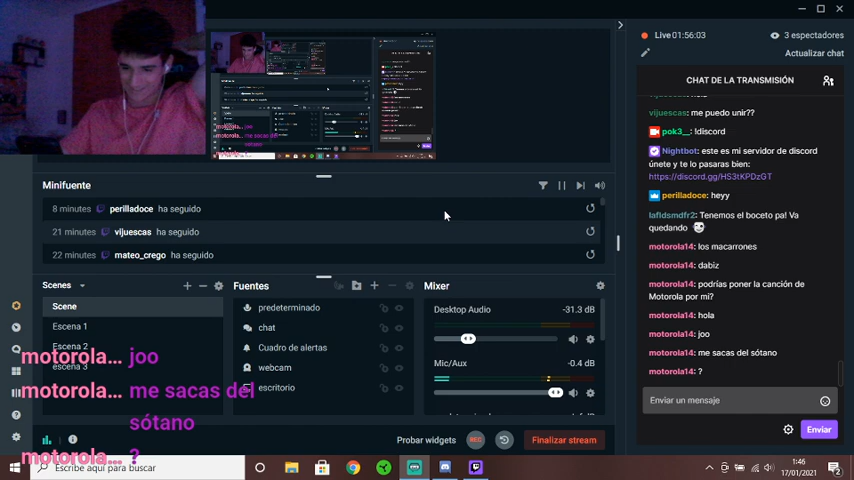 Live 01:56:03
3 espectadores
Actualizar chat
CHAT DE LA TRANSMISIÓN
vijuescas: me puedo unir??
pok3__: !discord
Nightbot: este es mi servidor de discord
únete y te lo pasaras bien:
https://discord.gg/HS3tKPDzGT
perilladoce: heyy
lafldsmdfr2: Tenemos el boceto pa! Va
quedando
motorola14: los macarrones
motorola14: dabiz
motorola14: podrías poner la canción de
Motorola por mi?
motorola14: hola
motorola14: joo
motorola14: me sacas del sótano
motorola14: ?
Enviar un mensaje
Enviar
Minifuente
8 minutes perilladoce ha seguido
21 minutes vijuescas ha seguido
22 minutes mateo_crego ha seguido
Scenes
Scene
Escena 1
Escena 2
escena 3
Fuentes
predeterminado
chat
Cuadro de alertas
webcam
escritorio
Mixer
Desktop Audio -31.3 dB
Mic/Aux -0.4 dB
motorola... joo
motorola... me sacas del
sótano
motorola... ?
Probar widgets
REC
Finalizar stream
Escribe aquí para buscar
1:46
17/01/2021
2